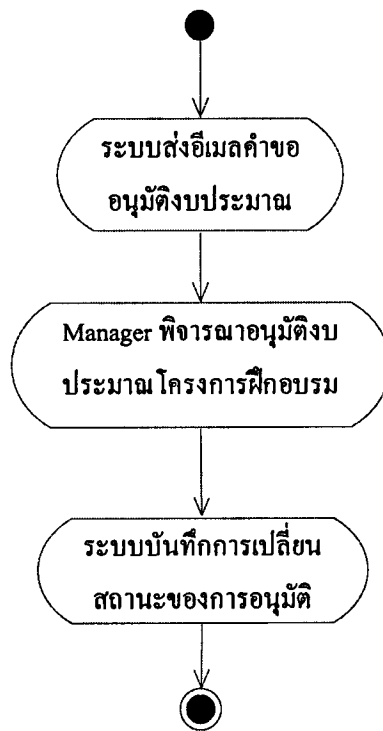 ระบบส่งอีเมลคำขอ
อนุมัติงบประมาณ
Manager พิจารณาอนุมัติงบ
ประมาณโครงการฝึกอบรม
ระบบบันทึกการเปลี่ยน
สถานะของการอนุมัติ